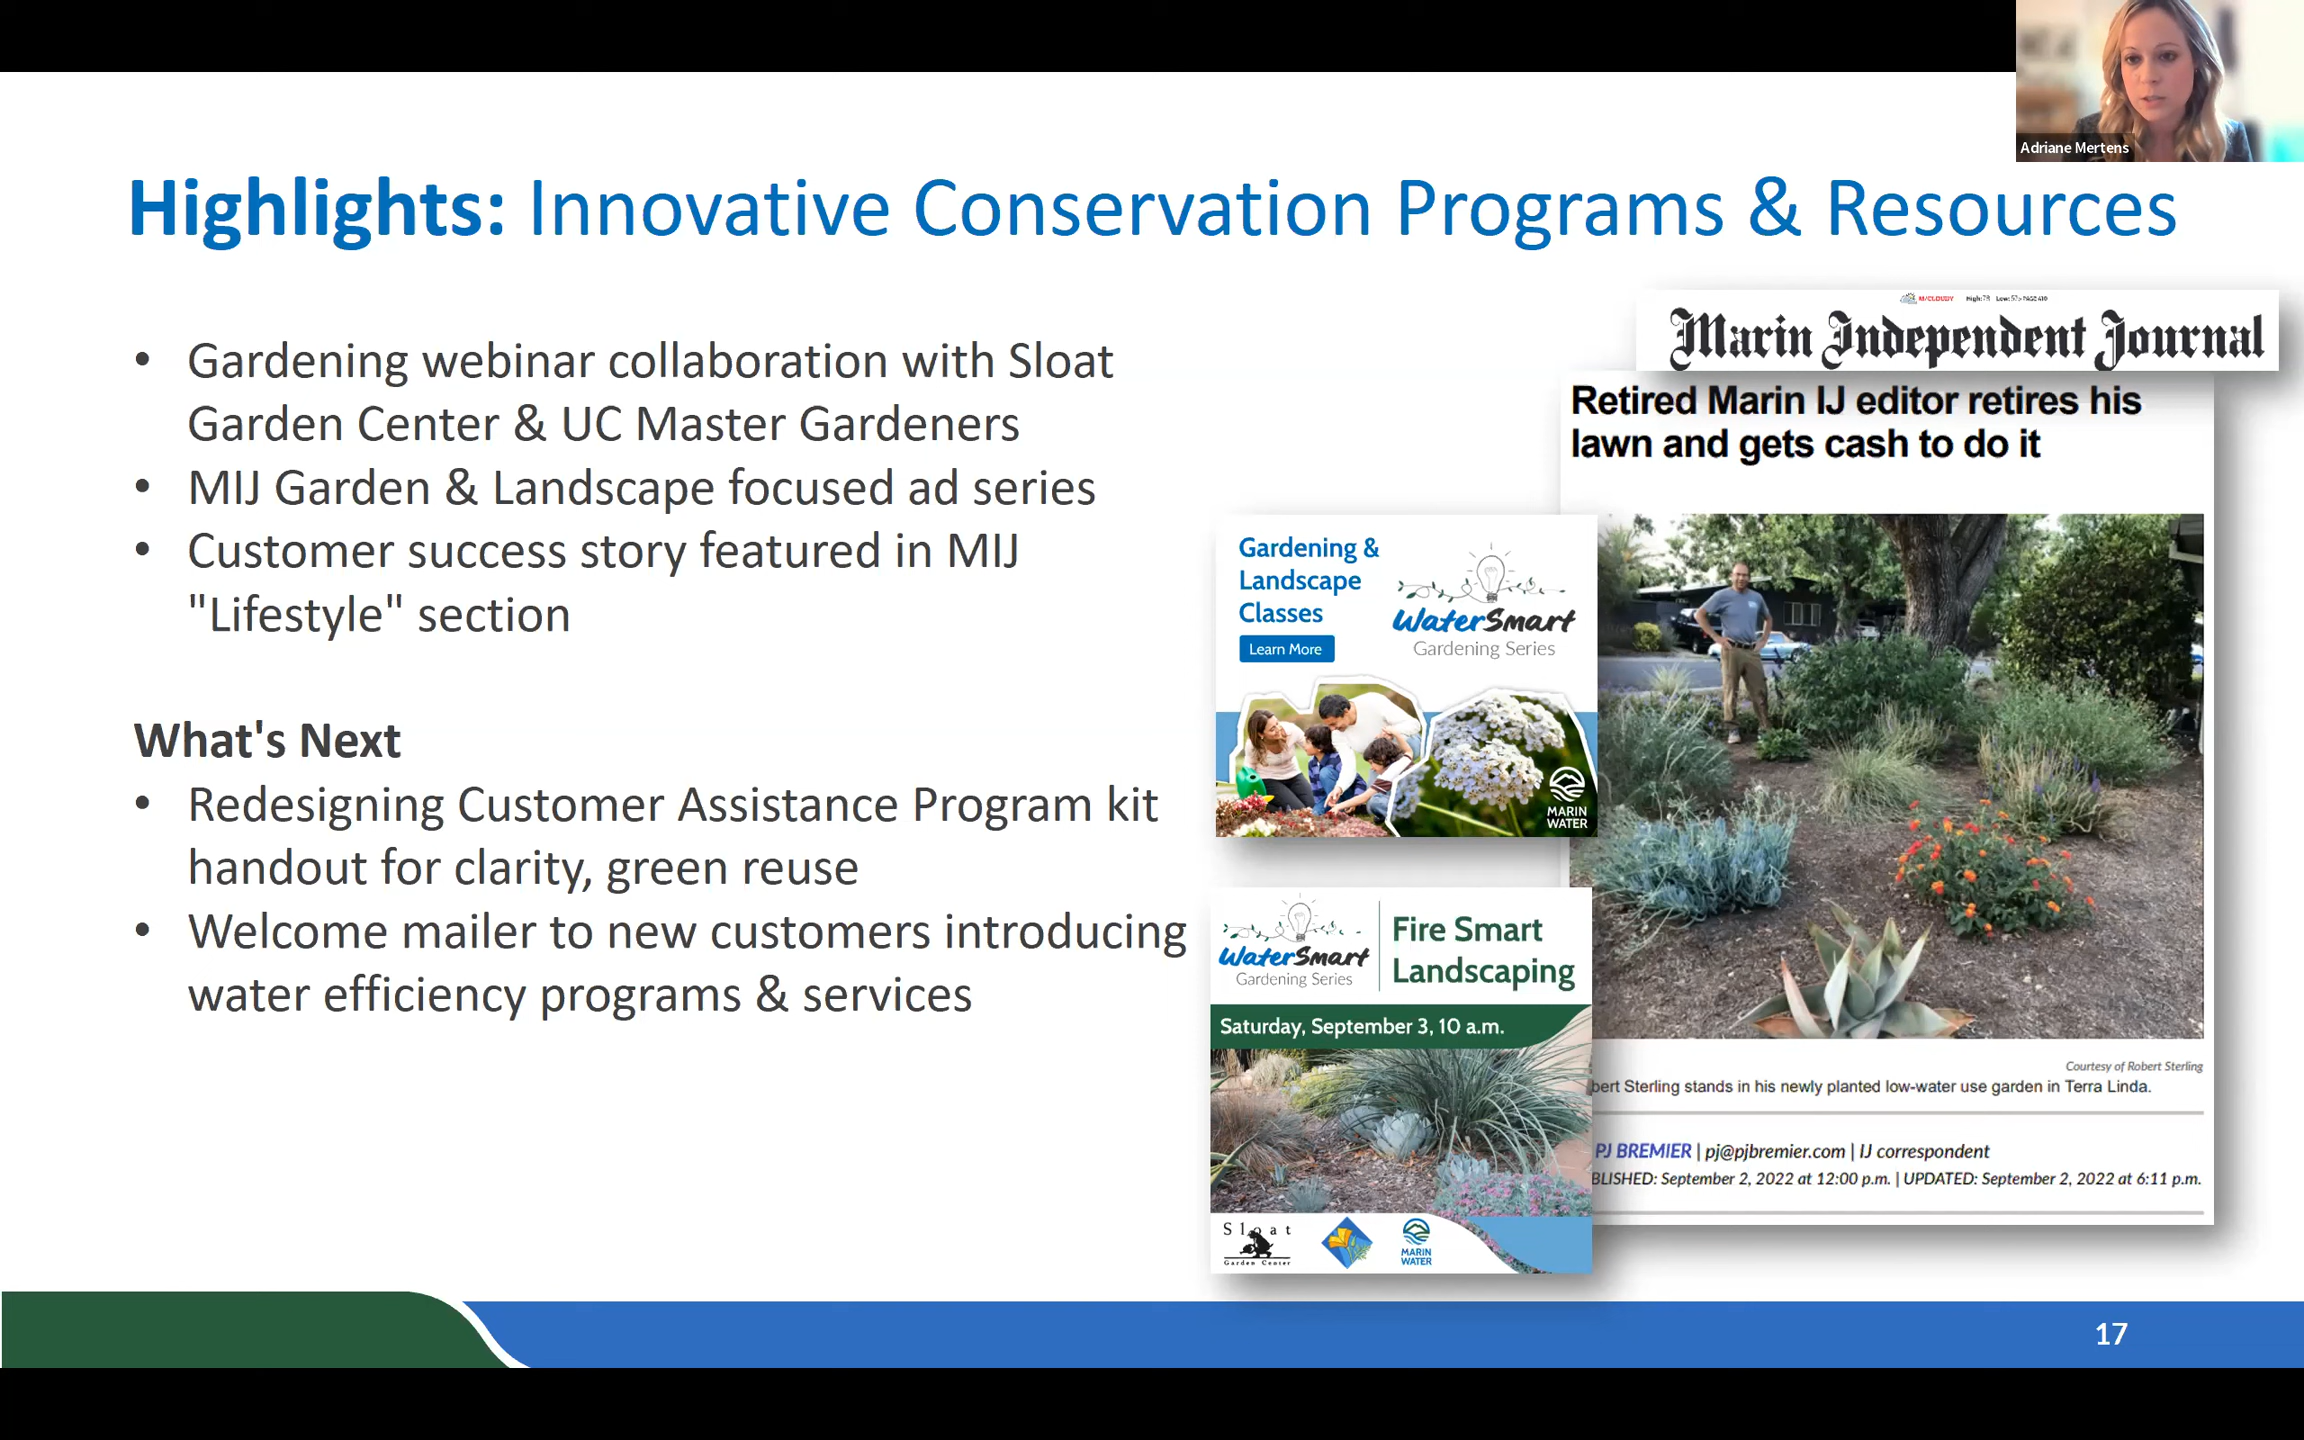 Adriane Mertens
Highlights: Innovative Conservation Programs & Resources
• Gardening webinar collaboration with Sloat
Garden Center & UC Master Gardeners
• MIJ Garden & Landscape focused ad series
• Customer success story featured in MIJ
"Lifestyle" section
What's Next
• Redesigning Customer Assistance Program kit
handout for clarity, green reuse
• Welcome mailer to new customers introducing
water efficiency programs & services
Gardening &
Landscape
Classes
Learn More
WaterSmart
Gardening Series
MARIN
WATER
WaterSmart
Gardening Series
Fire Smart
Landscaping
Saturday, September 3, 10 a.m.
Sloat
Garden Center
MARIN
WATER
M/CLOUDY High: Low: PAGE
Marin Independent Journal
Retired Marin IJ editor retires his
lawn and gets cash to do it
Courtesy of Robert Sterling
bert Sterling stands in his newly planted low-water use garden in Terra Linda.
PJ BREMIER | pj@pjbremier.com | IJ correspondent
BLISHED: September 2, 2022 at 12:00 p.m. | UPDATED: September 2, 2022 at 6:11 p.m.
17